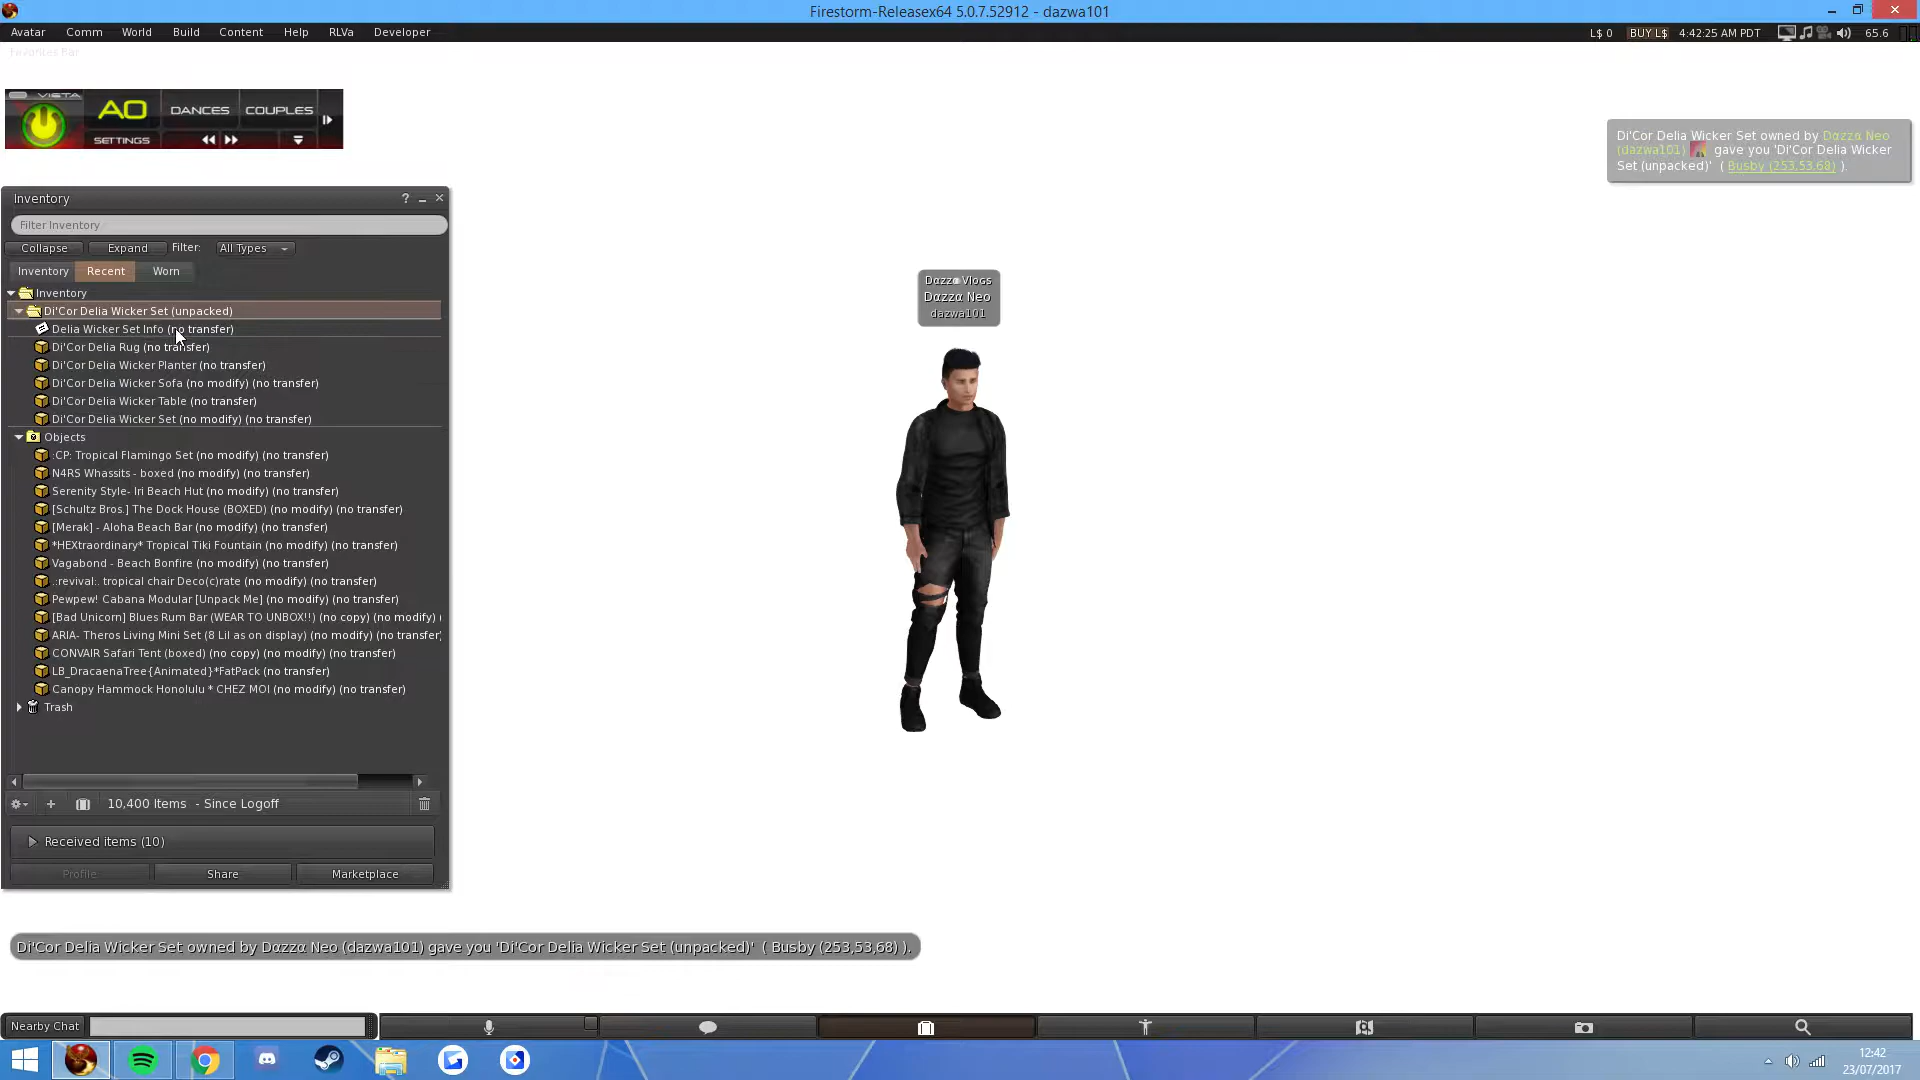 Firestorm-Releasex64 5.0.7.52912 - dazwa101
Avatar Comm World Build Content Help RLVa Developer
L$ 0 BUY L$ 4:42:25 AM PDT 65.6
Favorites Bar
VISTA
AO DANCES COUPLES
SETTINGS
Di'Cor Delia Wicker Set owned by Dαzzα Neo
(dazwa101) gave you 'Di'Cor Delia Wicker
Set (unpacked)' ( Busby (253,53,68) ).
Inventory
Filter Inventory
Collapse Expand Filter: All Types
Inventory Recent Worn
Inventory
Di'Cor Delia Wicker Set (unpacked)
Delia Wicker Set Info (no transfer)
Di'Cor Delia Rug (no transfer)
Di'Cor Delia Wicker Planter (no transfer)
Di'Cor Delia Wicker Sofa (no modify) (no transfer)
Di'Cor Delia Wicker Table (no transfer)
Di'Cor Delia Wicker Set (no modify) (no transfer)
Objects
:CP: Tropical Flamingo Set (no modify) (no transfer)
N4RS Whassits - boxed (no modify) (no transfer)
Serenity Style- Iri Beach Hut (no modify) (no transfer)
[Schultz Bros.] The Dock House (BOXED) (no modify) (no transfer)
[Merak] - Aloha Beach Bar (no modify) (no transfer)
*HEXtraordinary* Tropical Tiki Fountain (no modify) (no transfer)
Vagabond - Beach Bonfire (no modify) (no transfer)
.:revival:. tropical chair Deco(c)rate (no modify) (no transfer)
Pewpew! Cabana Modular [Unpack Me] (no modify) (no transfer)
[Bad Unicorn] Blues Rum Bar (WEAR TO UNBOX!!) (no copy) (no modify) (
ARIA- Theros Living Mini Set (8 Lil as on display) (no modify) (no transfer)
CONVAIR Safari Tent (boxed) (no copy) (no modify) (no transfer)
LB_DracaenaTree{Animated}*FatPack (no transfer)
Canopy Hammock Honolulu * CHEZ MOI (no modify) (no transfer)
Trash
10,400 Items - Since Logoff
Received items (10)
Profile Share Marketplace
Dαzzα Vlogs
Dαzzα Neo
dazwa101
Di'Cor Delia Wicker Set owned by Dαzzα Neo (dazwa101) gave you 'Di'Cor Delia Wicker Set (unpacked)' ( Busby (253,53,68) ).
Nearby Chat
12:42
23/07/2017